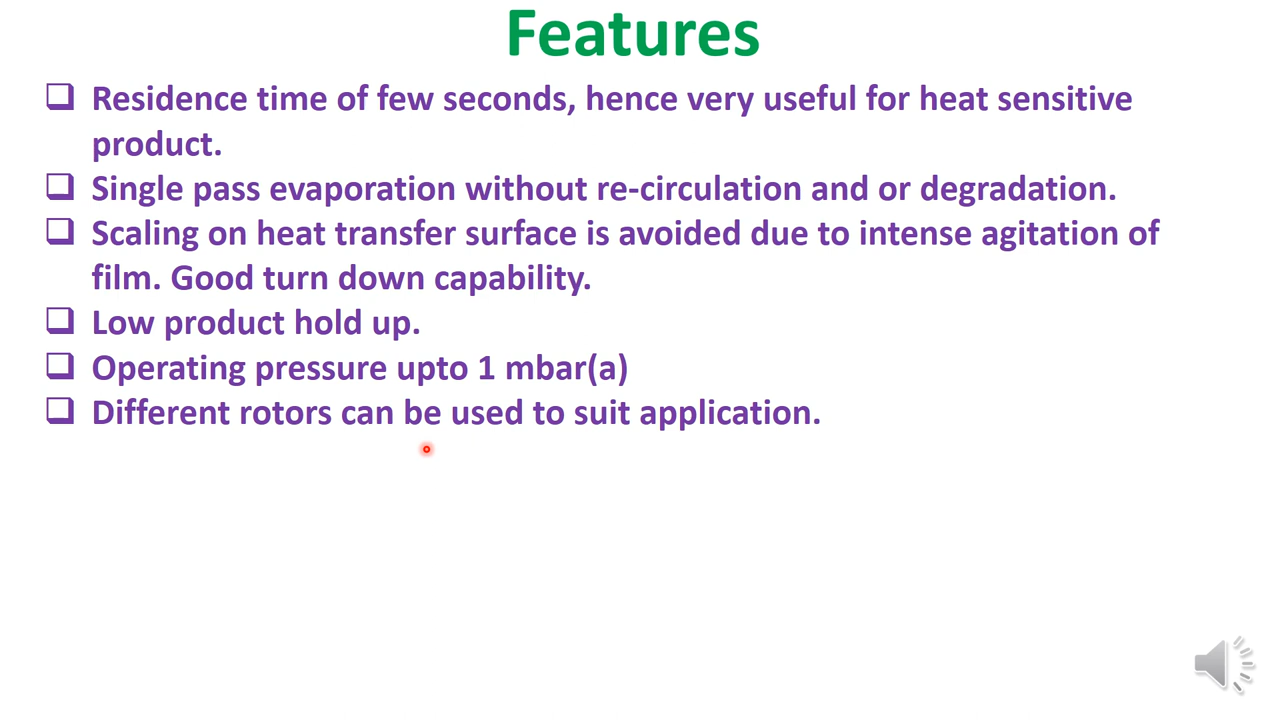 Features
❑ Residence time of few seconds, hence very useful for heat sensitive
product.
❑ Single pass evaporation without re-circulation and or degradation.
❑ Scaling on heat transfer surface is avoided due to intense agitation of
film. Good turn down capability.
❑ Low product hold up.
❑ Operating pressure upto 1 mbar(a)
❑ Different rotors can be used to suit application.